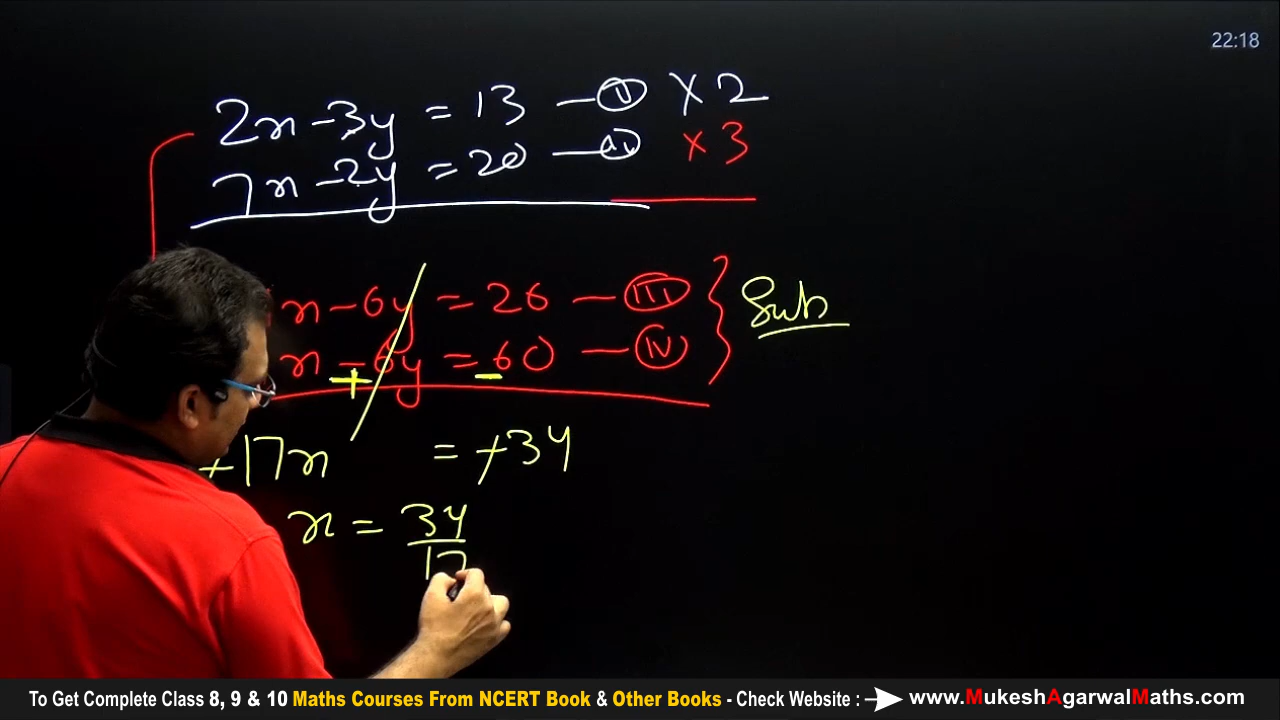 22:18
2x - 3y = 13 — ① × 2
7x - 2y = 20 — ② × 3
x - 6y = 26 — III
x - 6y = 60 — IV
+ -
Sub
-17x = -34
x = 34/17
To Get Complete Class 8, 9 & 10 Maths Courses From NCERT Book & Other Books - Check Website : www.MukeshAgarwalMaths.com